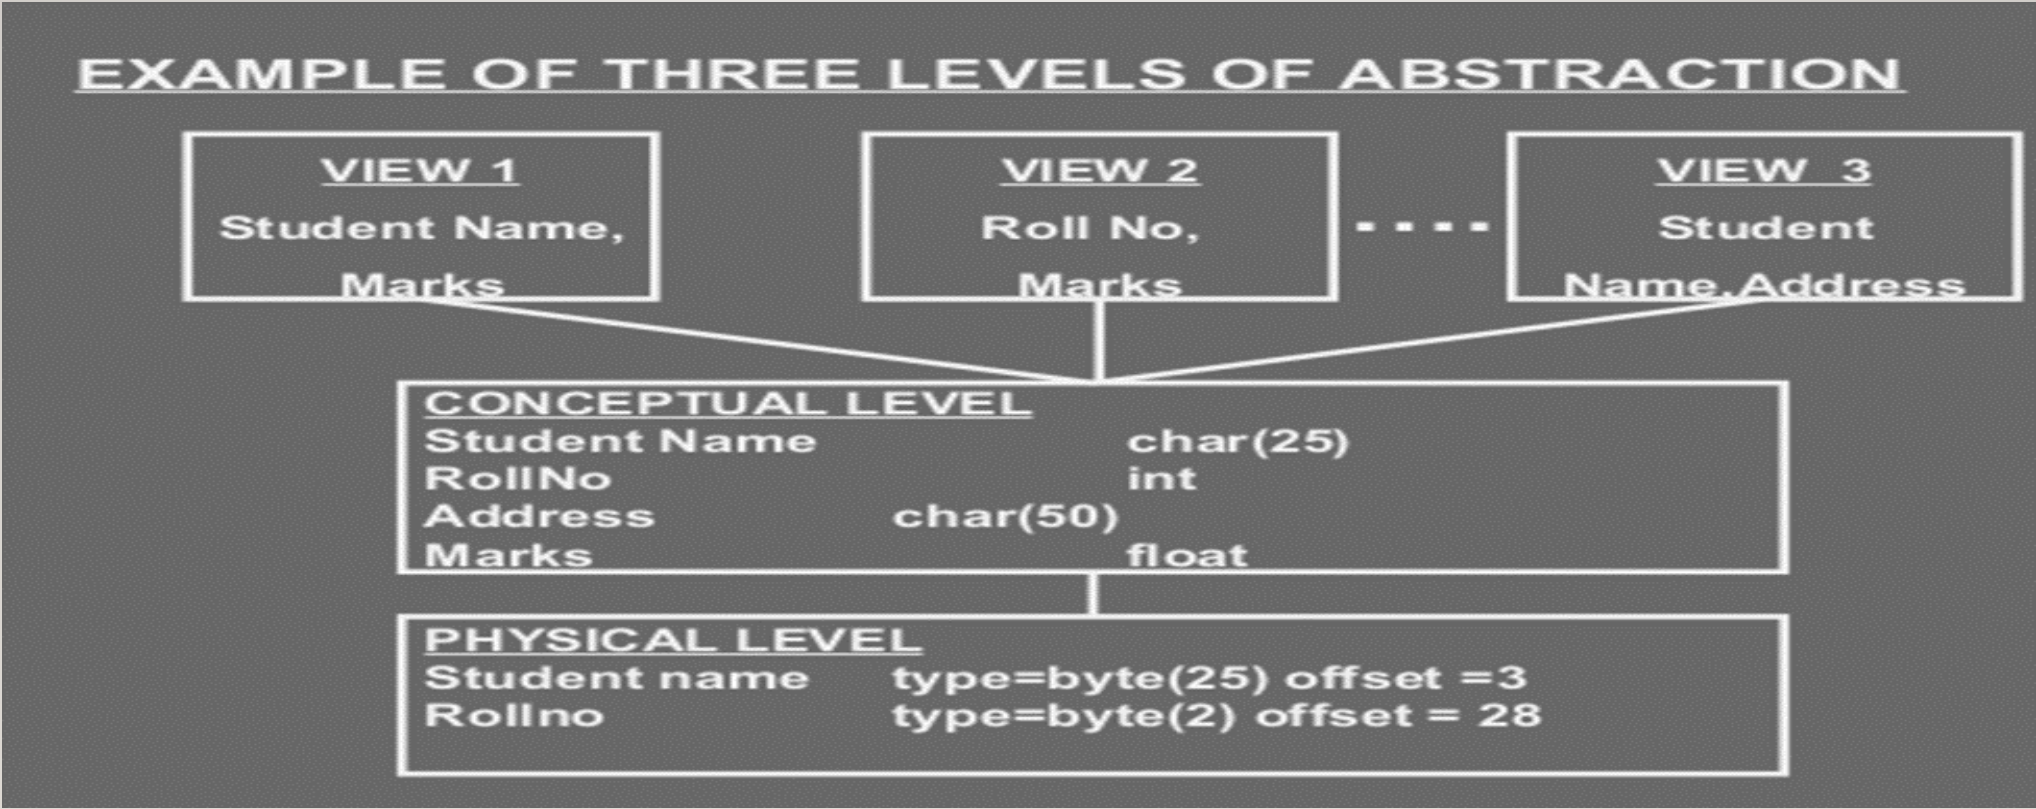 EXAMPLE OF THREE LEVELS OF ABSTRACTION
VIEW 1
Student Name,
Marks
VIEW 2
Roll No,
Marks
....
VIEW 3
Student
Name,Address
CONCEPTUAL LEVEL
Student Name char(25)
RollNo int
Address char(50)
Marks float
PHYSICAL LEVEL
Student name type=byte(25) offset =3
Rollno type=byte(2) offset = 28